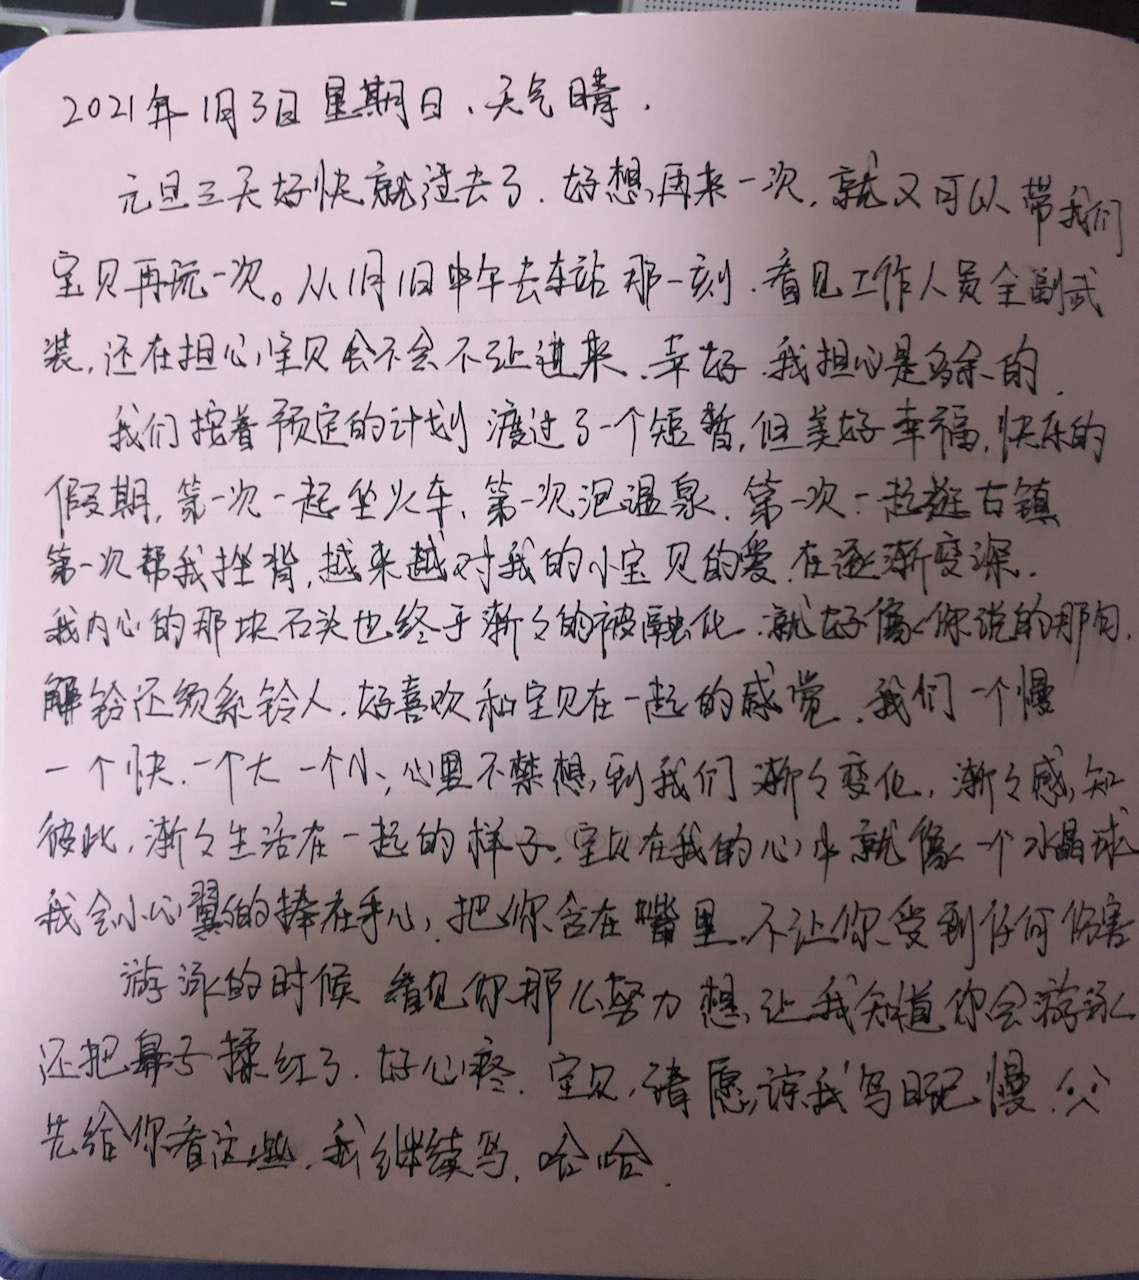 2021年1月3日 星期日、天气晴.
元旦三天好快就过去了.好想再来一次,就又可以带我们
宝贝再玩一次。从1月1日中午去车站那一刻.看见工作人员全副武
装,还在担心宝贝会不会不让进来、幸好.我担心是多余的.
我们按着预定的计划渡过了一个短暂,但美好幸福,快乐的
假期,第一次一起坐火车、第一次泡温泉.第一次一起逛古镇
第一次帮我搓背,越来越对我的小宝贝的爱.在逐渐变深.
我内心的那块石头也终于渐々的被融化.就好像你说的那句.
解铃还须系铃人.好喜欢和宝贝在一起的感觉.我们一个慢
一个快.一个大一个小、心里不禁想到我们渐々变化.渐々感知
彼此,渐々生活在一起的样子.宝贝在我的心中就像一个水晶球
我会小心翼々的捧在手心,把你含在嘴里.不让你受到任何伤害
游泳的时候 看见你那么努力想让我知道你会游泳
还把鼻子揉红了.好心疼.宝贝,请原谅我写日记慢.
先给你看这些.我继续写,哈哈.